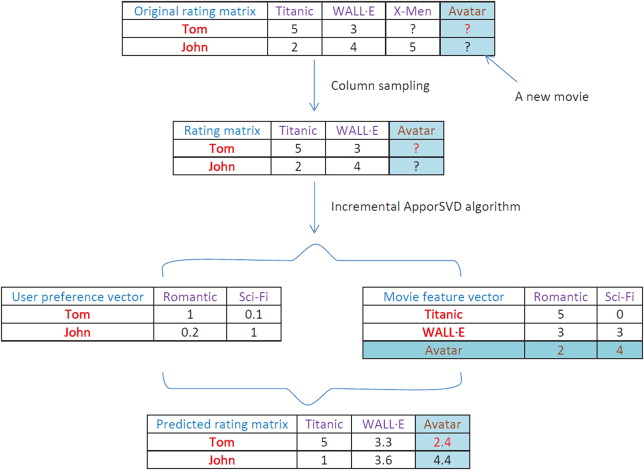 Original rating matrix Titanic WALL·E X-Men Avatar
Tom 5 3 ? ?
John 2 4 5 ?
Column sampling
A new movie
Rating matrix Titanic WALL·E Avatar
Tom 5 3 ?
John 2 4 ?
Incremental ApporSVD algorithm
User preference vector Romantic Sci-Fi
Tom 1 0.1
John 0.2 1
Movie feature vector Romantic Sci-Fi
Titanic 5 0
WALL·E 3 3
Avatar 2 4
Predicted rating matrix Titanic WALL·E Avatar
Tom 5 3.3 2.4
John 1 3.6 4.4